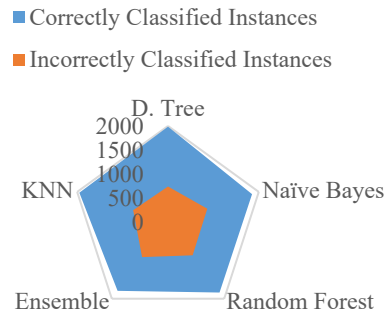 Correctly Classified Instances
Incorrectly Classified Instances
D. Tree
2000
1500
1000
500
0
KNN
Naïve Bayes
Ensemble
Random Forest